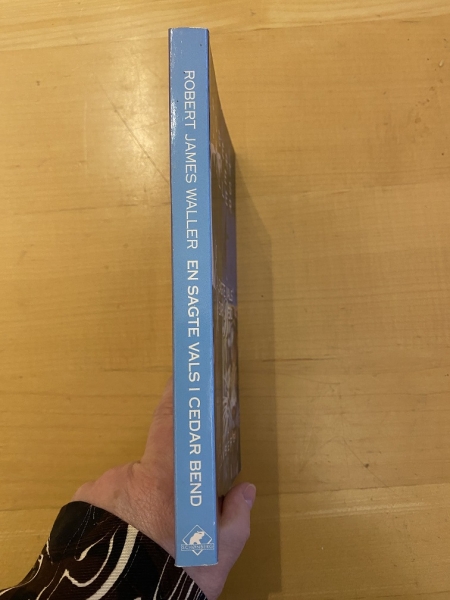 ROBERT JAMES WALLER EN SAGTE VALS I CEDAR BEND